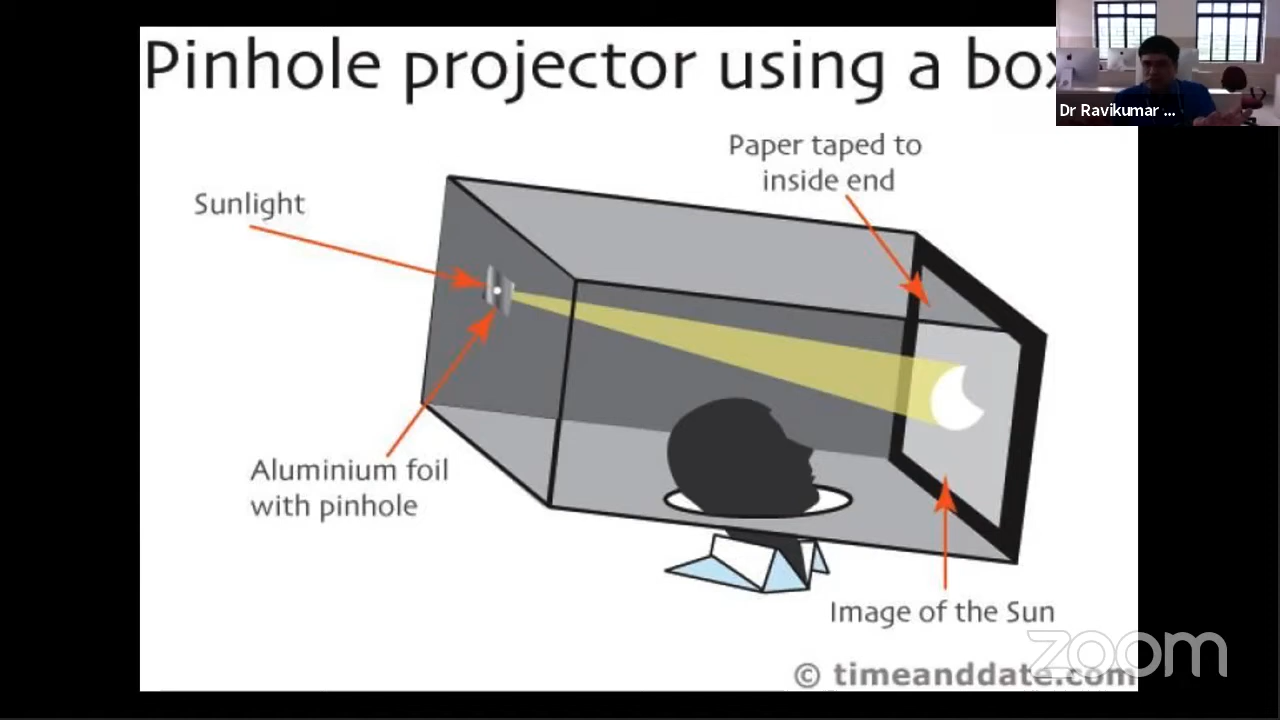 Pinhole projector using a box
Dr Ravikumar ...
Paper taped to
inside end
Sunlight
Aluminium foil
with pinhole
Image of the Sun
zoom
© timeanddate.com